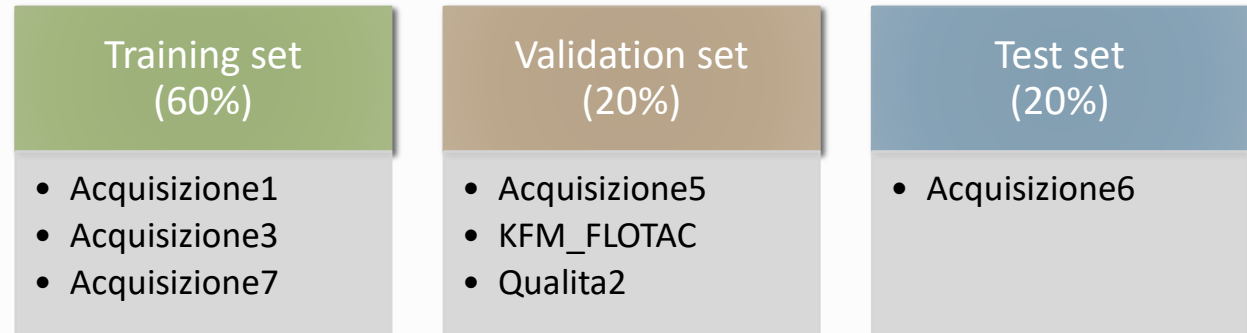 Training set
(60%)
• Acquisizione1
• Acquisizione3
• Acquisizione7
Validation set
(20%)
• Acquisizione5
• KFM_FLOTAC
• Qualita2
Test set
(20%)
• Acquisizione6